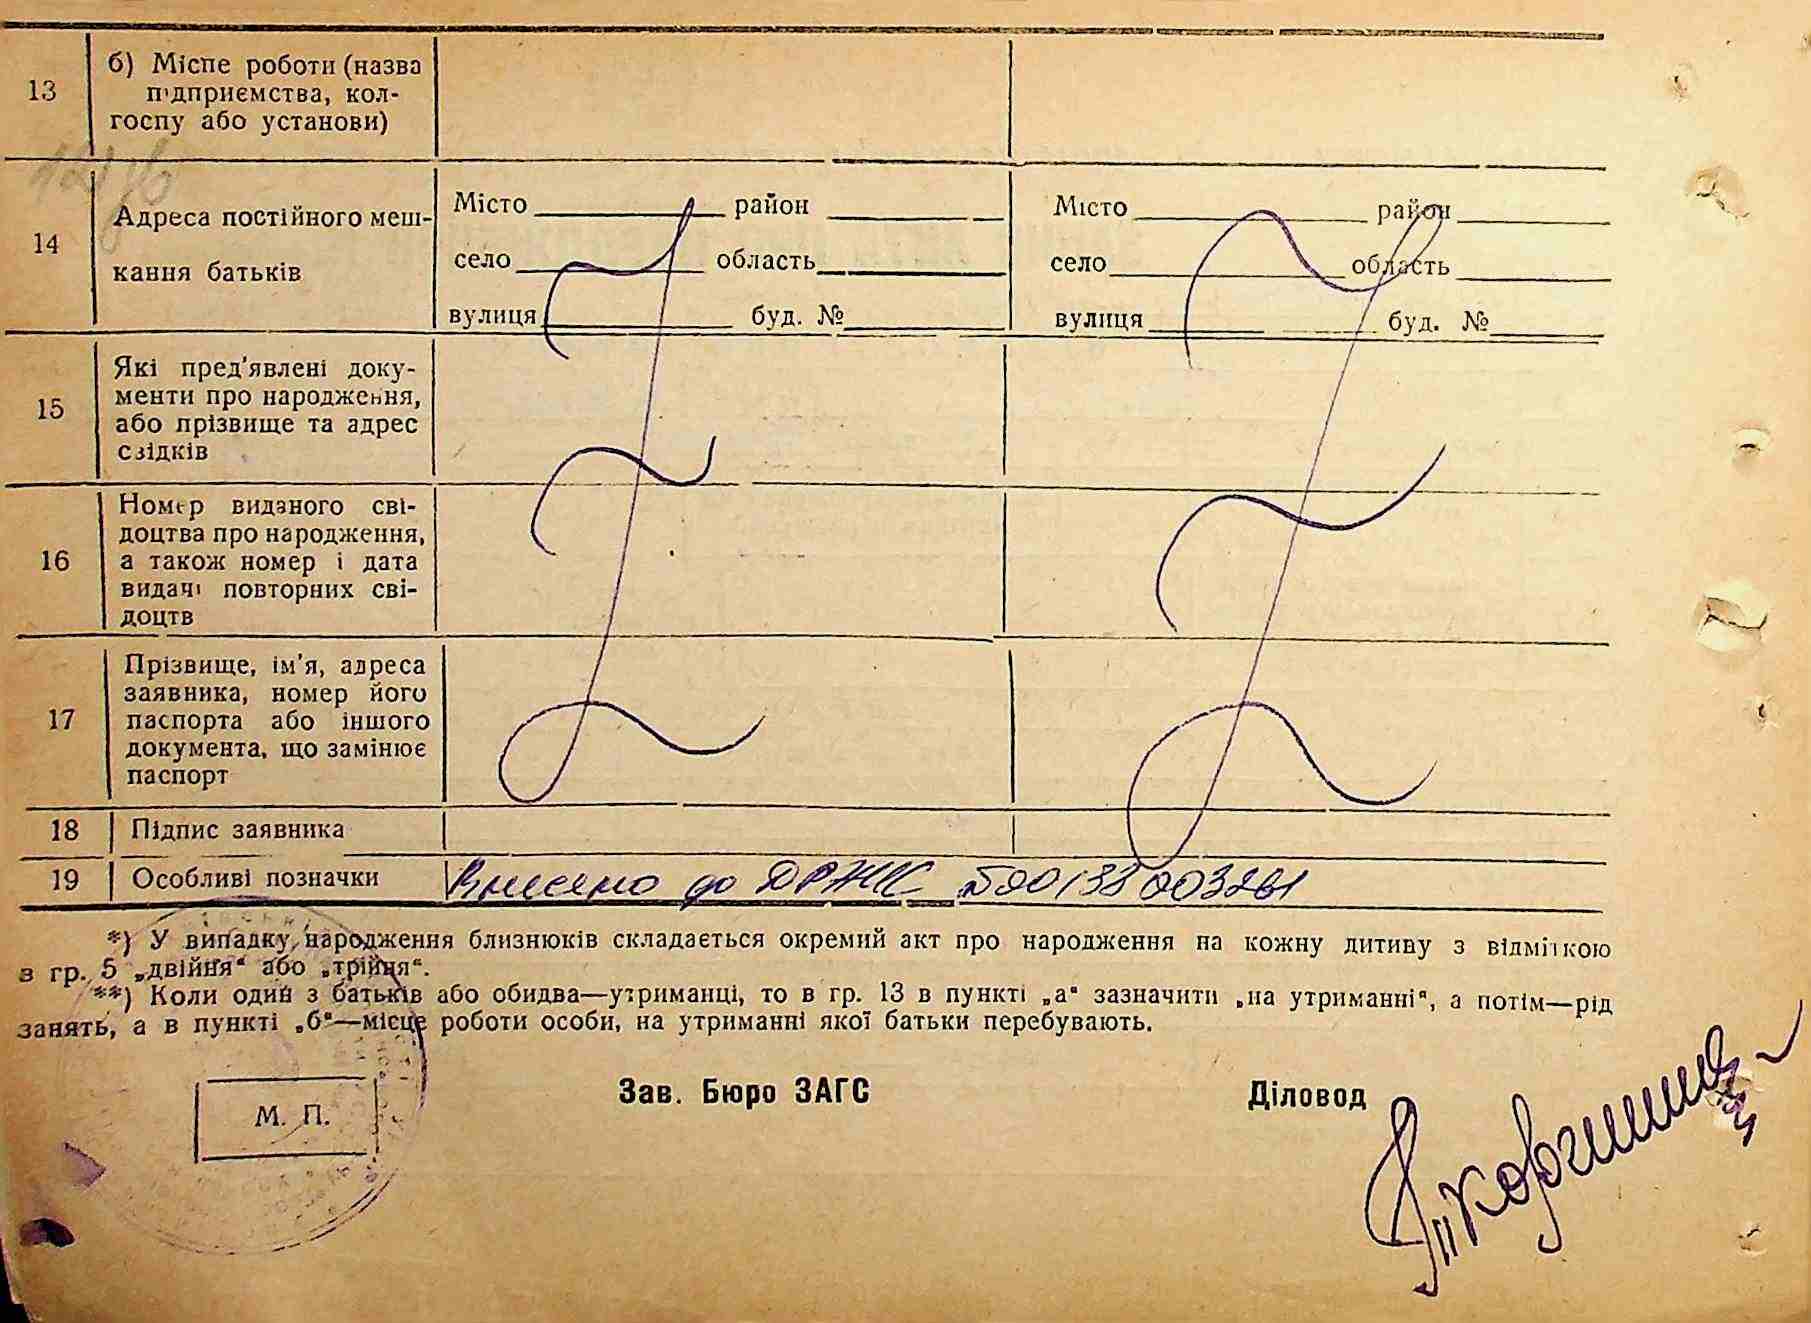 13
б) Місце роботи (назва
підприємства, кол-
госпу або установи)
14
Адреса постійного меш-
кання батьків
Місто район
село область
вулиця буд. №
Місто район
село область
вулиця буд. №
15
Які пред'явлені доку-
менти про народження,
або прізвище та адрес
свідків
16
Номер виданого сві-
доцтва про народження,
а також номер і дата
видачі повторних сві-
доцтв
17
Прізвище, ім'я, адреса
заявника, номер його
паспорта або іншого
документа, що замінює
паспорт
18
Підпис заявника
19
Особливі позначки
Внесено до ДРАЦС №00138003261
*) У випадку народження близнюків складається окремий акт про народження на кожну дитину з відміткою
в гр. 5 „двійня“ або „трійня“.
**) Коли один з батьків або обидва—утриманці, то в гр. 13 в пункті „а“ зазначити „на утриманні“, а потім—рід
занять, а в пункті „б“—місце роботи особи, на утриманні якої батьки перебувають.
М. П.
Зав. Бюро ЗАГС
Діловод